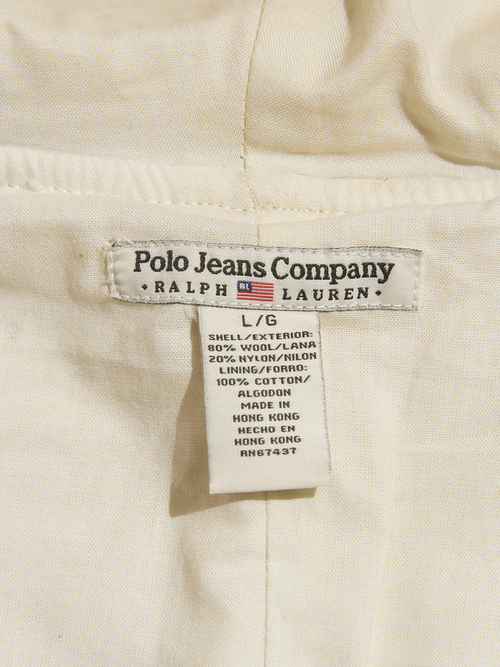 Polo Jeans Company
• RALPH RL LAUREN •
L/G
SHELL/EXTERIOR:
80% WOOL/LANA
20% NYLON/NILON
LINING/FORRO:
100% COTTON/
ALGODON
MADE IN
HONG KONG
HECHO EN
HONG KONG
RN67437